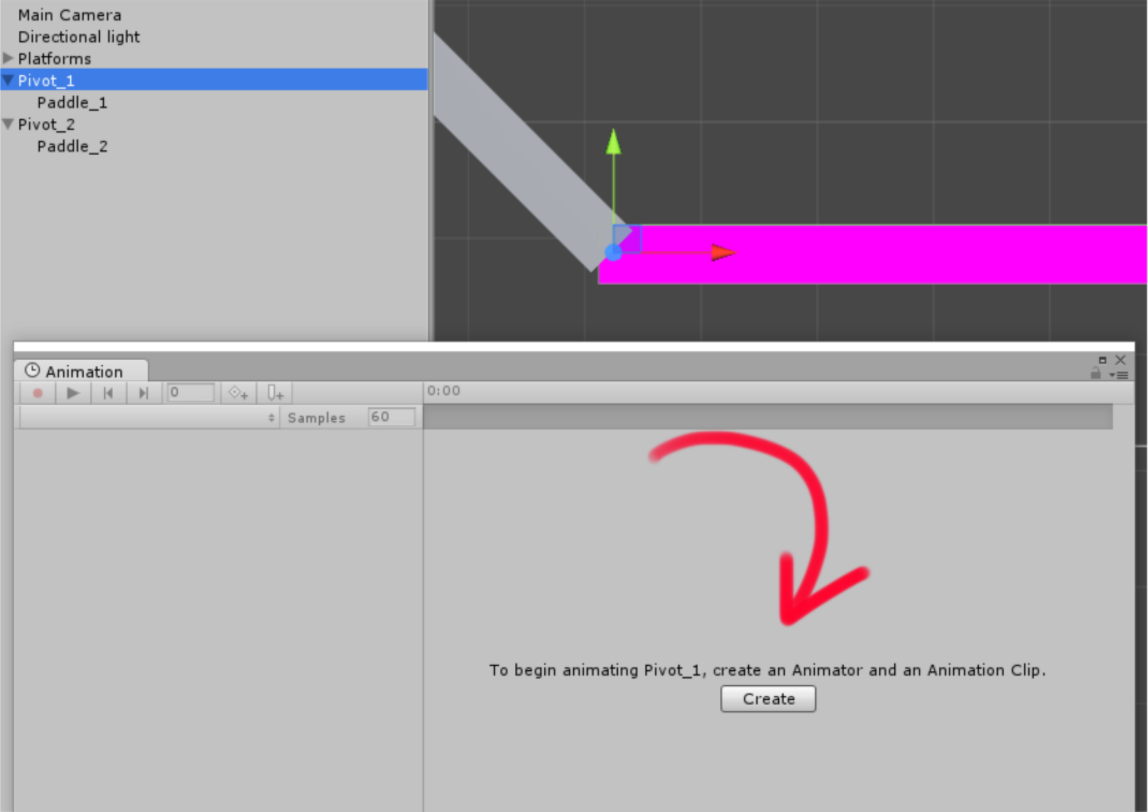 Main Camera
Directional light
Platforms
Pivot_1
Paddle_1
Pivot_2
Paddle_2
Animation
0
0:00
Samples 60
To begin animating Pivot_1, create an Animator and an Animation Clip.
Create